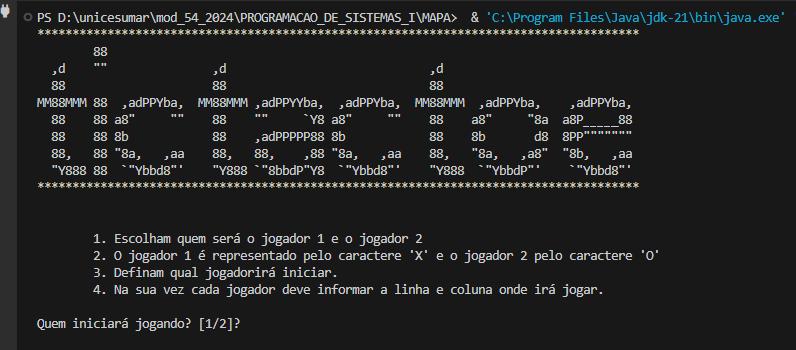 PS D:\unicesumar\mod_54_2024\PROGRAMACAO_DE_SISTEMAS_I\MAPA>  & 'C:\Program Files\Java\jdk-21\bin\java.exe'
**************************************************************************************
        88
  ,d    ""               ,d                             ,d
  88                     88                             88
MM88MMM 88  ,adPPYba,  MM88MMM ,adPPYYba,  ,adPPYba,  MM88MMM  ,adPPYba,   ,adPPYba,
  88    88 a8"     ""    88    ""     `Y8 a8"     ""    88    a8"     "8a a8P_____88
  88    88 8b            88    ,adPPPPP88 8b            88    8b       d8 8PP"""""""
  88,   88 "8a,   ,aa    88,   88,    ,88 "8a,   ,aa    88,   "8a,   ,a8" "8b,   ,aa
  "Y888 88  `"Ybbd8"'    "Y888 `"8bbdP"Y8  `"Ybbd8"'    "Y888  `"YbbdP"'   `"Ybbd8"'
**************************************************************************************
1. Escolham quem será o jogador 1 e o jogador 2
2. O jogador 1 é representado pelo caractere 'X' e o jogador 2 pelo caractere 'O'
3. Definam qual jogadorirá iniciar.
4. Na sua vez cada jogador deve informar a linha e coluna onde irá jogar.
Quem iniciará jogando? [1/2]?